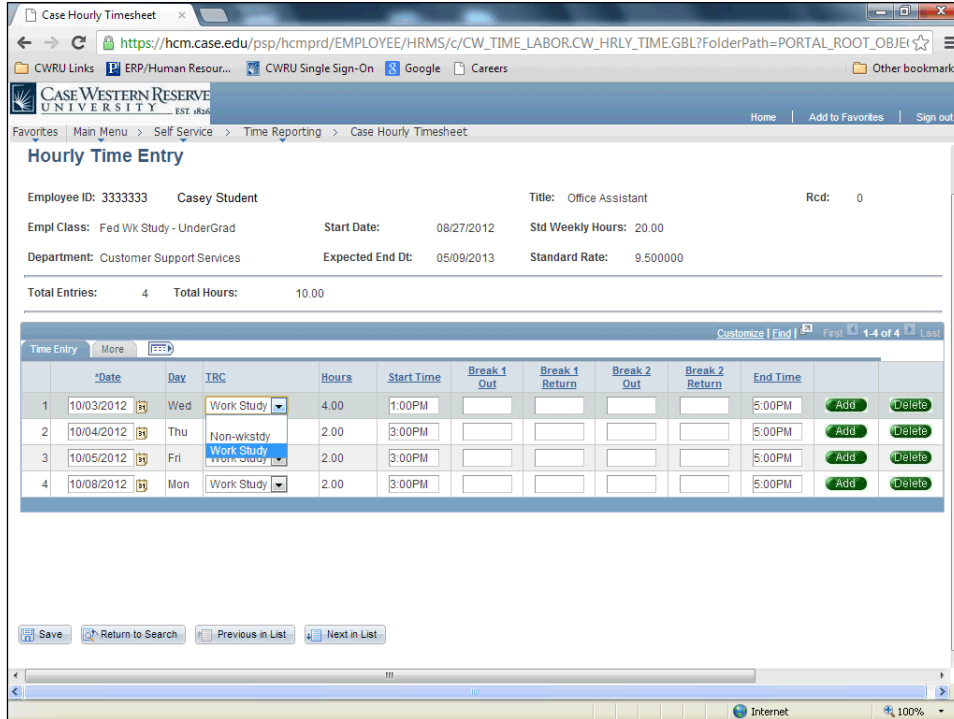 Case Hourly Timesheet
https://hcm.case.edu/psp/hcmprd/EMPLOYEE/HRMS/c/CW_TIME_LABOR.CW_HRLY_TIME.GBL?FolderPath=PORTAL_ROOT_OBJE
CWRU Links ERP/Human Resour... CWRU Single Sign-On Google Careers Other bookmark
CASE WESTERN RESERVE
UNIVERSITY EST. 1826
Home | Add to Favorites | Sign out
Favorites Main Menu > Self Service > Time Reporting > Case Hourly Timesheet
Hourly Time Entry
Employee ID: 3333333 Casey Student Title: Office Assistant Rcd: 0
Empl Class: Fed Wk Study - UnderGrad Start Date: 08/27/2012 Std Weekly Hours: 20.00
Department: Customer Support Services Expected End Dt: 05/09/2013 Standard Rate: 9.500000
Total Entries: 4 Total Hours: 10.00
Customize | Find | First 1-4 of 4 Last
Time Entry More
*Date Day TRC Hours Start Time Break 1 Out Break 1 Return Break 2 Out Break 2 Return End Time
1 10/03/2012 Wed Work Study 4.00 1:00PM 5:00PM Add Delete
2 10/04/2012 Thu 2.00 3:00PM 5:00PM Add Delete
Non-wkstdy
Work Study
3 10/05/2012 Fri Work Study 2.00 3:00PM 5:00PM Add Delete
4 10/08/2012 Mon Work Study 2.00 3:00PM 5:00PM Add Delete
Save Return to Search Previous in List Next in List
Internet 100%